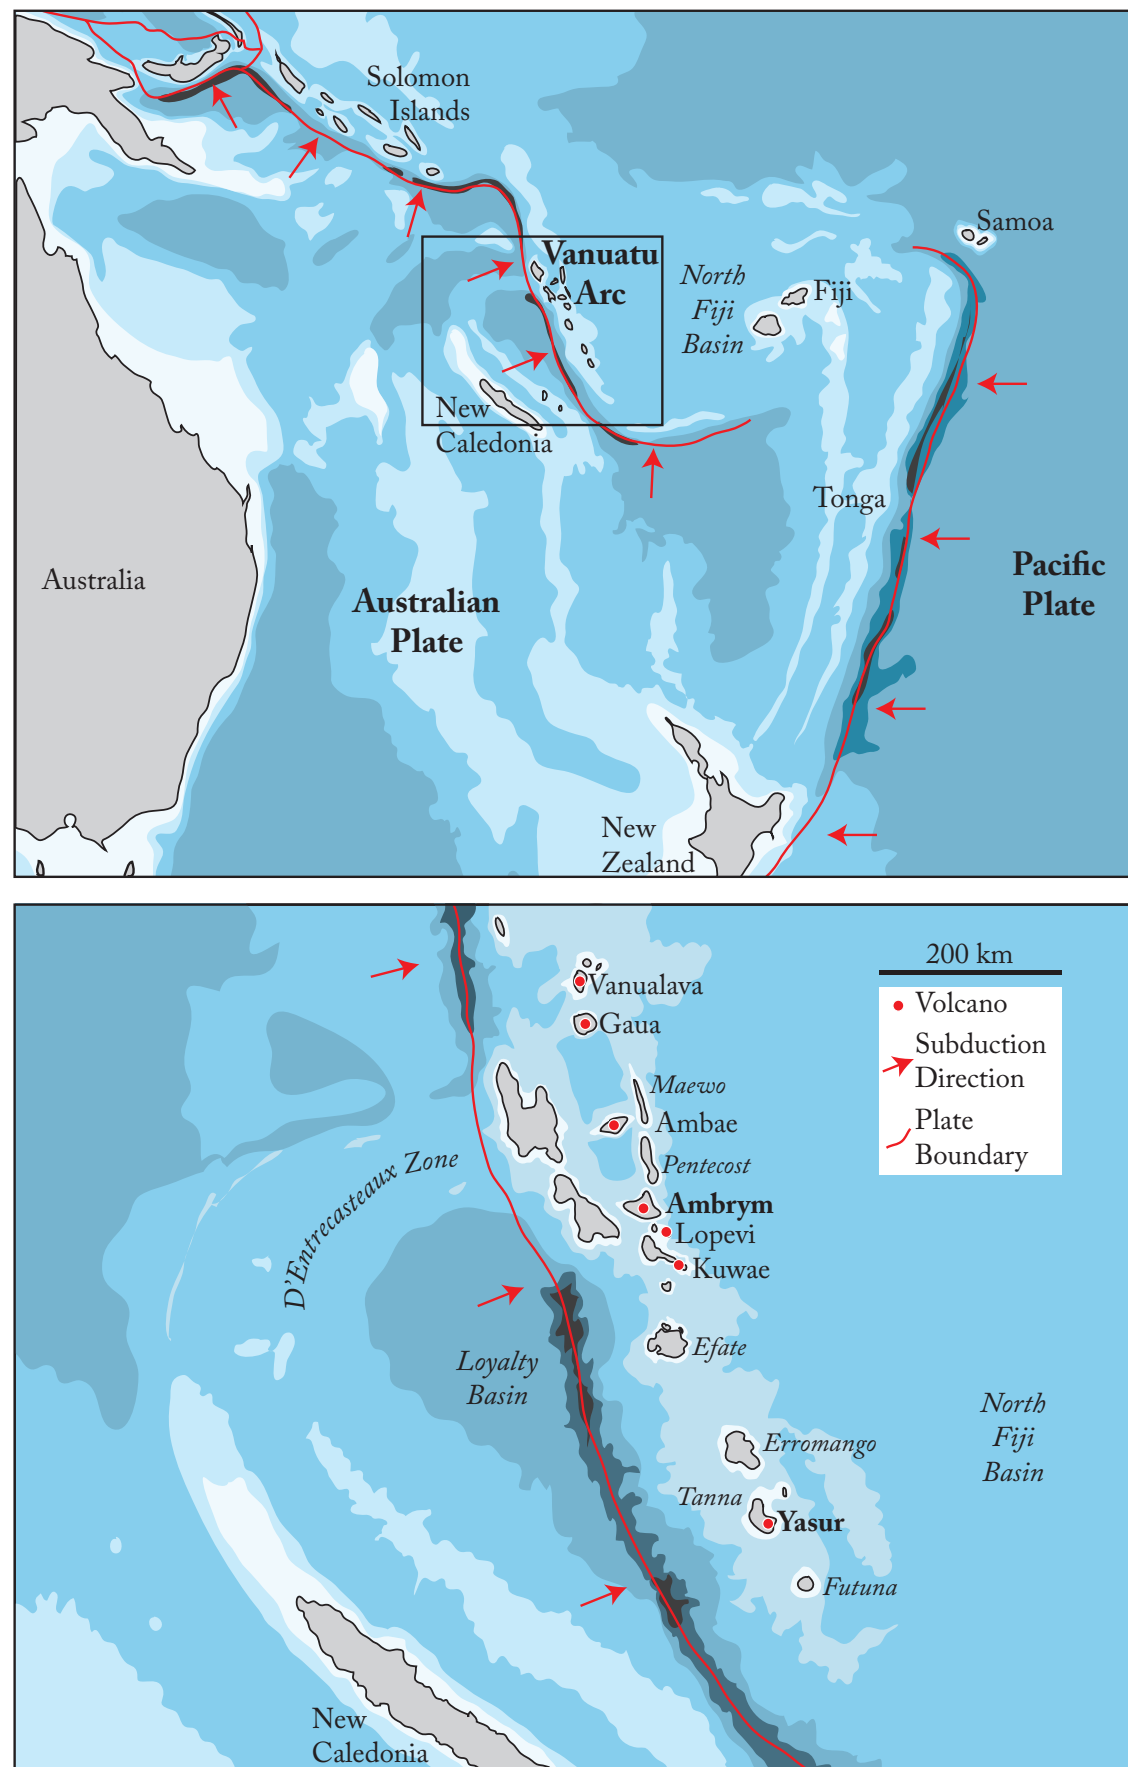 Solomon
Islands
Samoa
Vanuatu
Arc
North
Fiji
Basin
Fiji
New
Caledonia
Tonga
Australia
Australian
Plate
Pacific
Plate
New
Zealand
200 km
Volcano
Subduction
Direction
Plate
Boundary
Vanualava
Gaua
Maewo
Ambae
Pentecost
D'Entrecasteaux Zone
Ambrym
Lopevi
Kuwae
Efate
Loyalty
Basin
North
Fiji
Basin
Erromango
Tanna
Yasur
Futuna
New
Caledonia